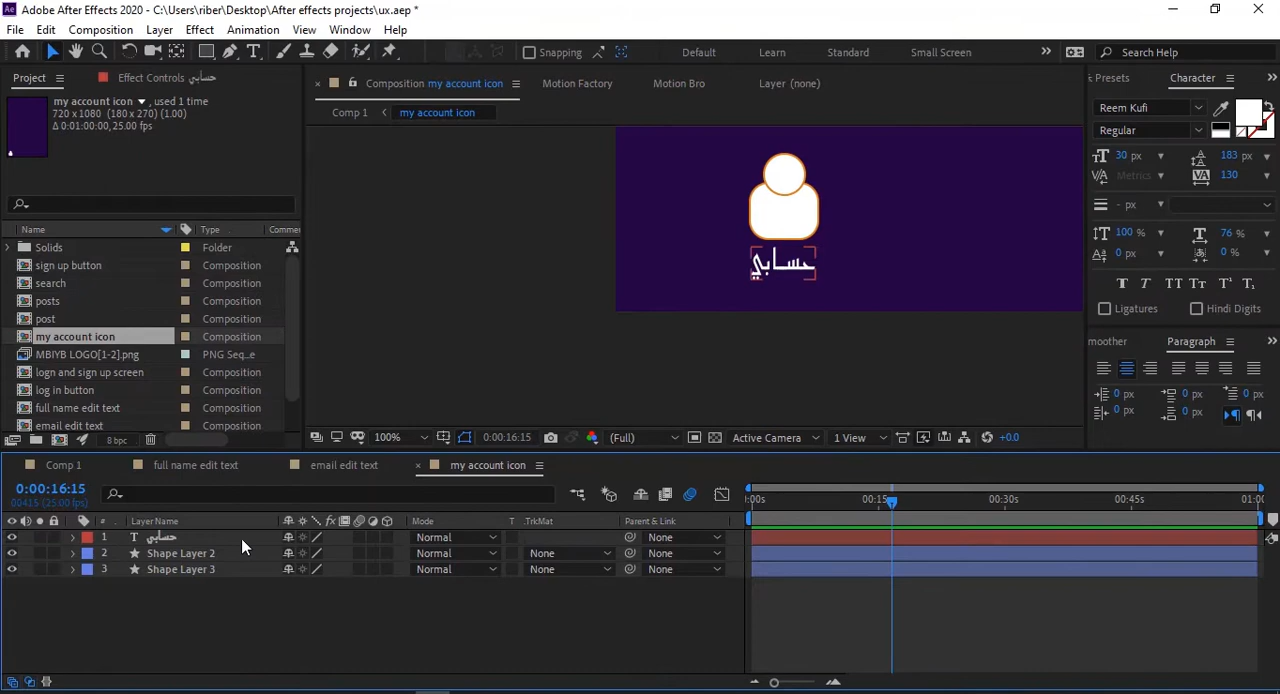 Adobe After Effects 2020 - C:\Users\riber\Desktop\After effects projects\ux.aep *
File Edit Composition Layer Effect Animation View Window Help
Snapping Default Learn Standard Small Screen Search Help
Project Effect Controls حسابي Composition my account icon Motion Factory Motion Bro Layer (none) Presets Character
my account icon , used 1 time
720 x 1080 (180 x 270) (1.00)
Δ 0:01:00:00, 25.00 fps
Comp 1 my account icon
Reem Kufi
Regular
30 px 183 px
Metrics 130
- px
100 % 76 %
0 px 0 %
T T TT Tт T¹ T₁
Ligatures Hindi Digits
moother Paragraph
0 px 0 px 0 px
0 px 0 px
حسابي
Name Type Comme
Solids Folder
sign up button Composition
search Composition
posts Composition
post Composition
my account icon Composition
MBIYB LOGO[1-2].png PNG Seq...e
logn and sign up screen Composition
log in button Composition
full name edit text Composition
email edit text Composition
8 bpc
100% 0:00:16:15 (Full) Active Camera 1 View +0.0
Comp 1 full name edit text email edit text my account icon
0:00:16:15
00415 (25.00 fps)
:00s 00:15s 00:30s 00:45s 01:00
# Layer Name Mode T .TrkMat Parent & Link
1 T حسابي Normal None
2 Shape Layer 2 Normal None None
3 Shape Layer 3 Normal None None